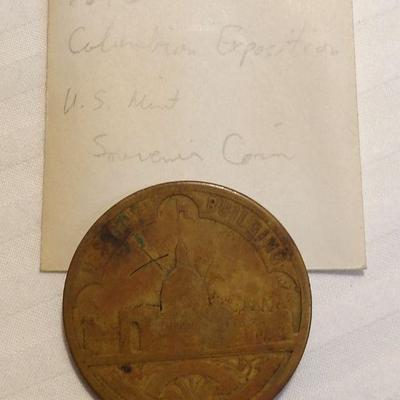 Columbian Exposition
U.S. Mint
Souvenir Coin
BUILDING